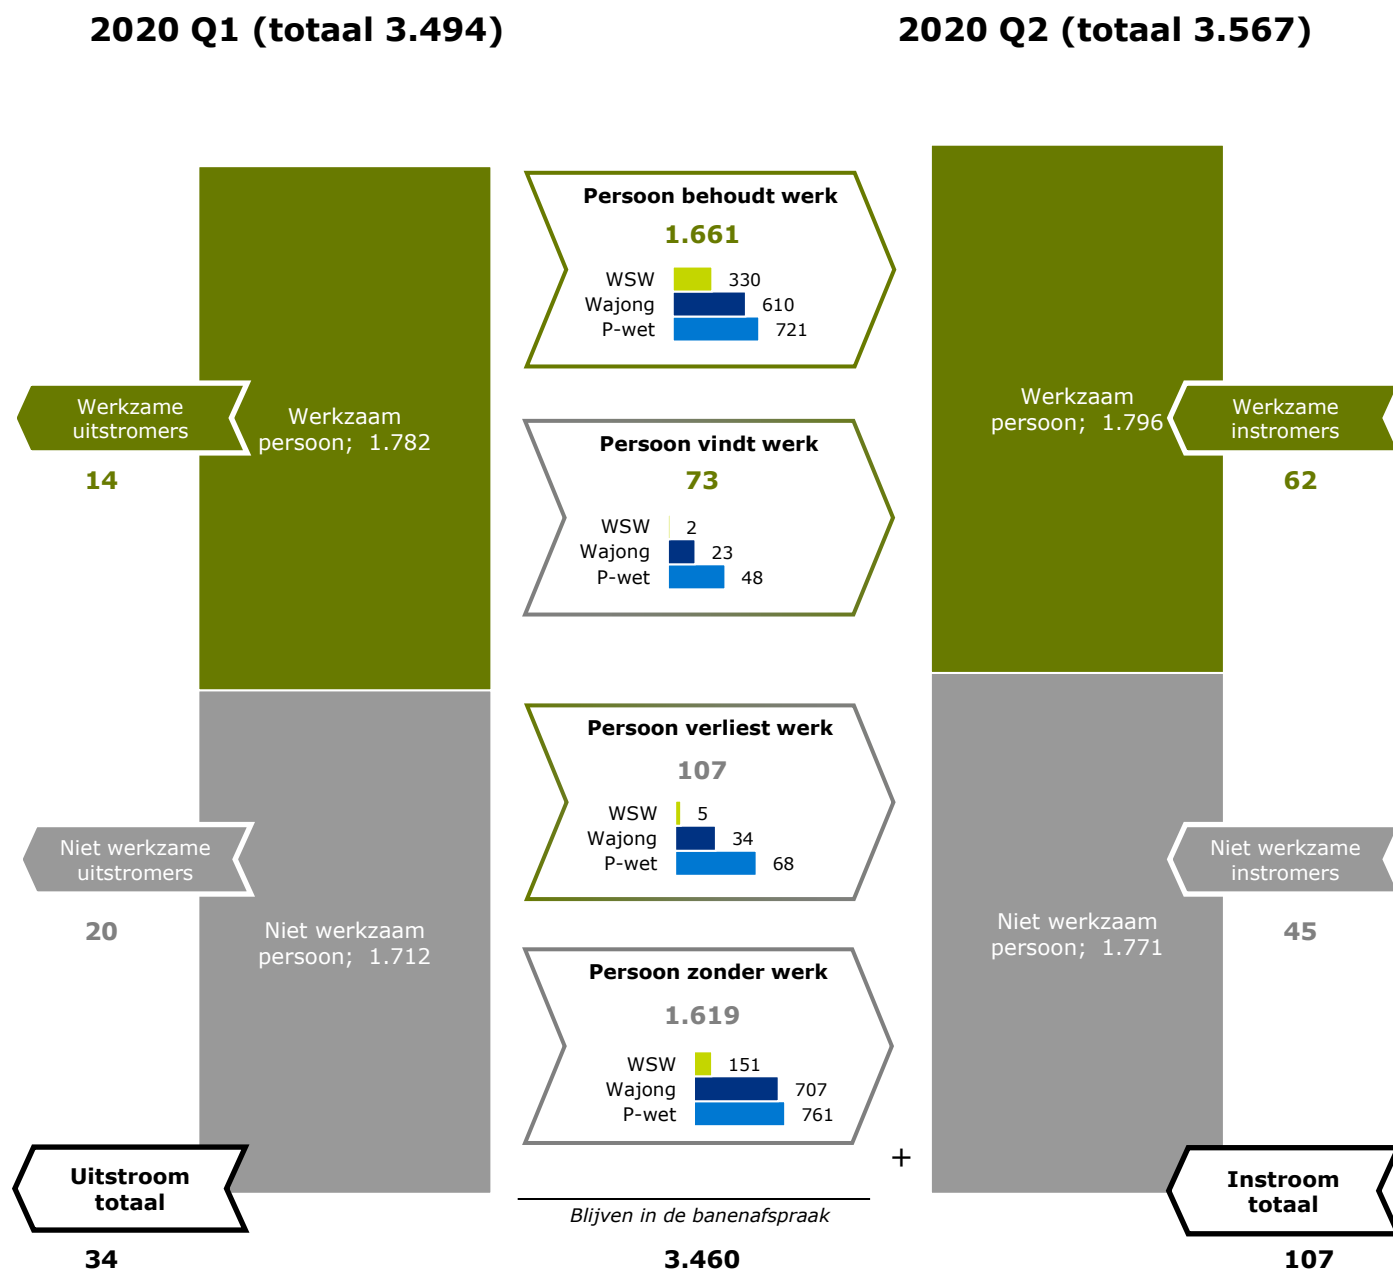 2020 Q1 (totaal 3.494)
2020 Q2 (totaal 3.567)
Persoon behoudt werk
1.661
WSW 330
Wajong 610
P-wet 721
Werkzame
uitstromers
14
Werkzaam
persoon; 1.782
Persoon vindt werk
73
WSW 2
Wajong 23
P-wet 48
Werkzaam
persoon; 1.796
Werkzame
instromers
62
Persoon verliest werk
107
WSW 5
Wajong 34
P-wet 68
Niet werkzame
uitstromers
20
Niet werkzaam
persoon; 1.712
Persoon zonder werk
1.619
WSW 151
Wajong 707
P-wet 761
Niet werkzaam
persoon; 1.771
Niet werkzame
instromers
45
Uitstroom
totaal
34
+
Blijven in de banenafspraak
3.460
Instroom
totaal
107